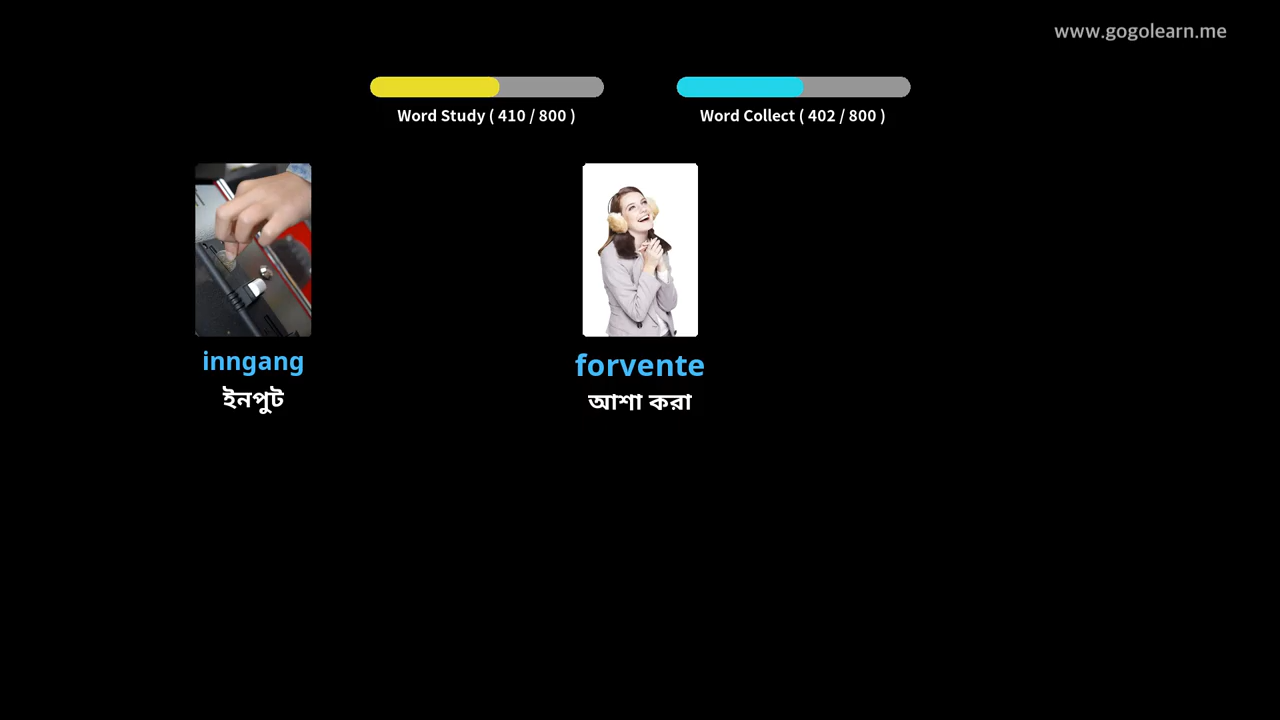 www.gogolearn.me
Word Study ( 410 / 800 )
Word Collect ( 402 / 800 )
inngang
ইনপুট
forvente
আশা করা